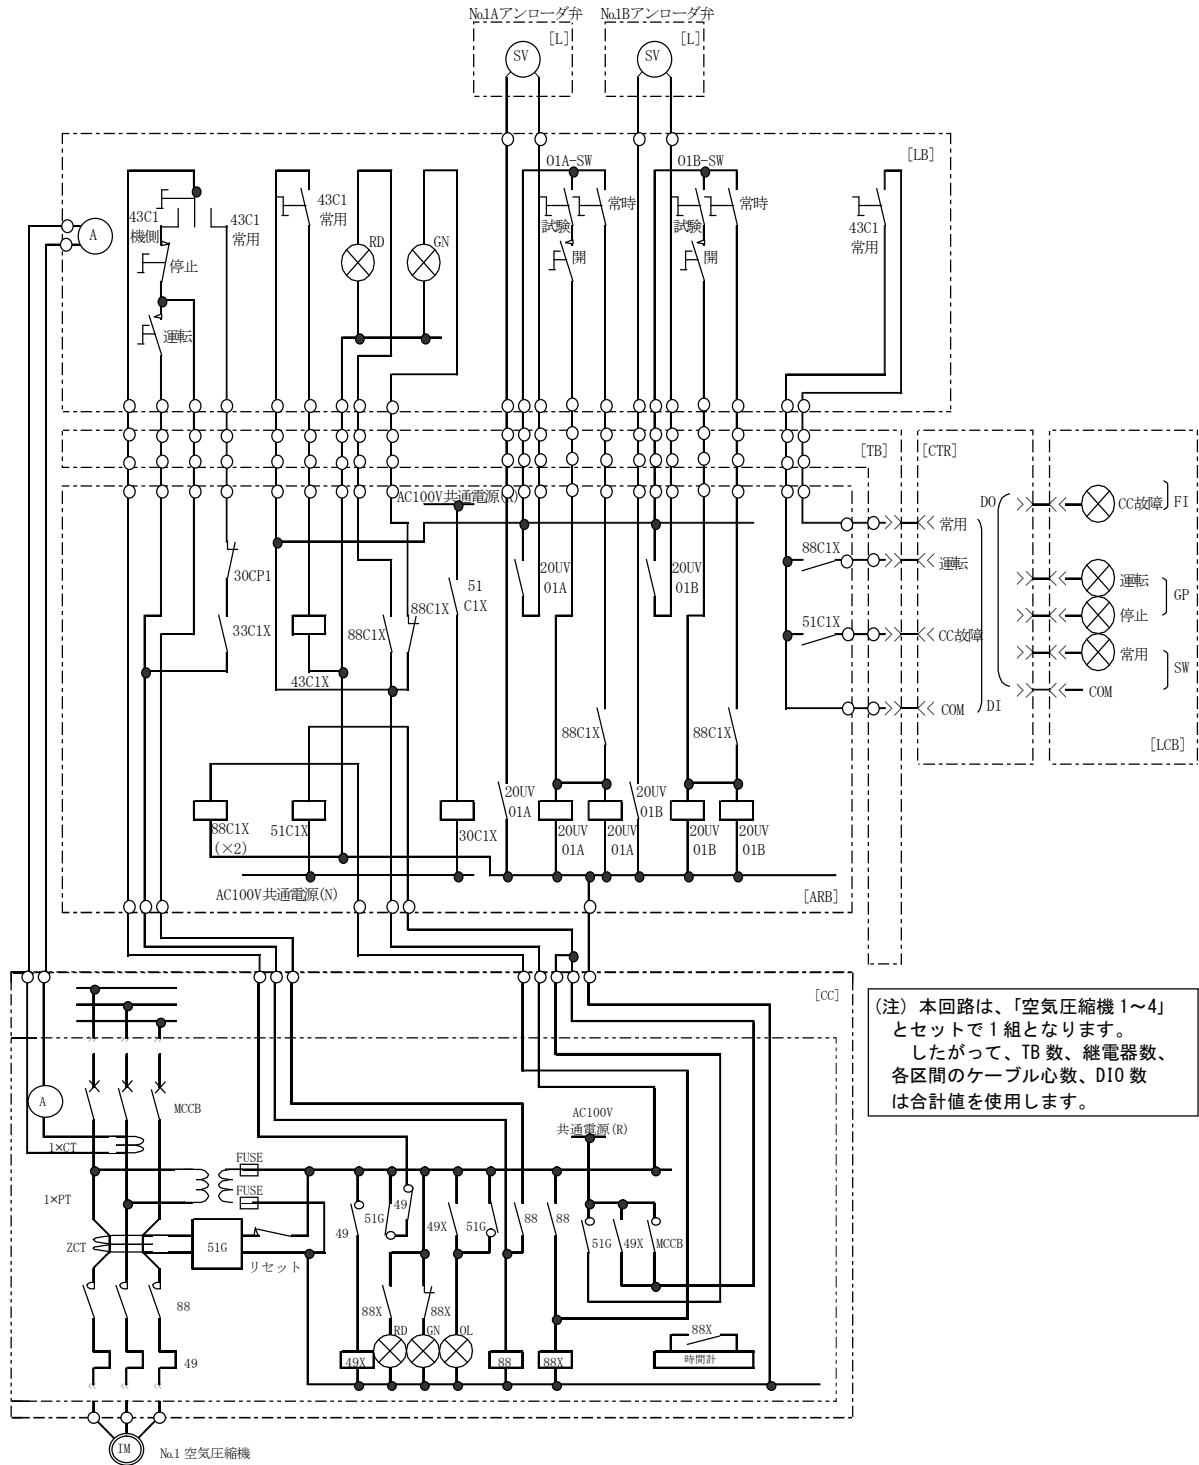 No.1Aアンローダ弁
No.1Bアンローダ弁
[L]
[L]
SV
SV
[LB]
01A-SW
01B-SW
43C1
機側
43C1
常用
43C1
常用
常時
常時
試験
試験
43C1
常用
A
停止
RD
GN
開
開
運転
[TB]
[CTR]
AC100V共通電源(R)
DO
CC故障
FI
常用
88C1X
運転
30CP1
20UV
01A
20UV
01B
51
C1X
運転
GP
停止
33C1X
88C1X
88C1X
51C1X
CC故障
常用
SW
43C1X
COM
COM
DI
88C1X
88C1X
[LCB]
20UV
01A
20UV
01B
88C1X
(×2)
51C1X
30C1X
20UV
01A
20UV
01A
20UV
01B
20UV
01B
AC100V共通電源(N)
[ARB]
[CC]
(注) 本回路は、「空気圧縮機1～4」
とセットで1組となります。
したがって、TB数、継電器数、
各区間のケーブル心数、DIO数
は合計値を使用します。
A
MCCB
AC100V
共通電源(R)
1×CT
FUSE
FUSE
1×PT
49
51G
49
49X
51G
88
88
51G
49X
MCCB
ZCT
51G
リセット
88
88X
88X
RD
GN
OL
88X
49
49X
88
88X
時間計
IM
No.1 空気圧縮機